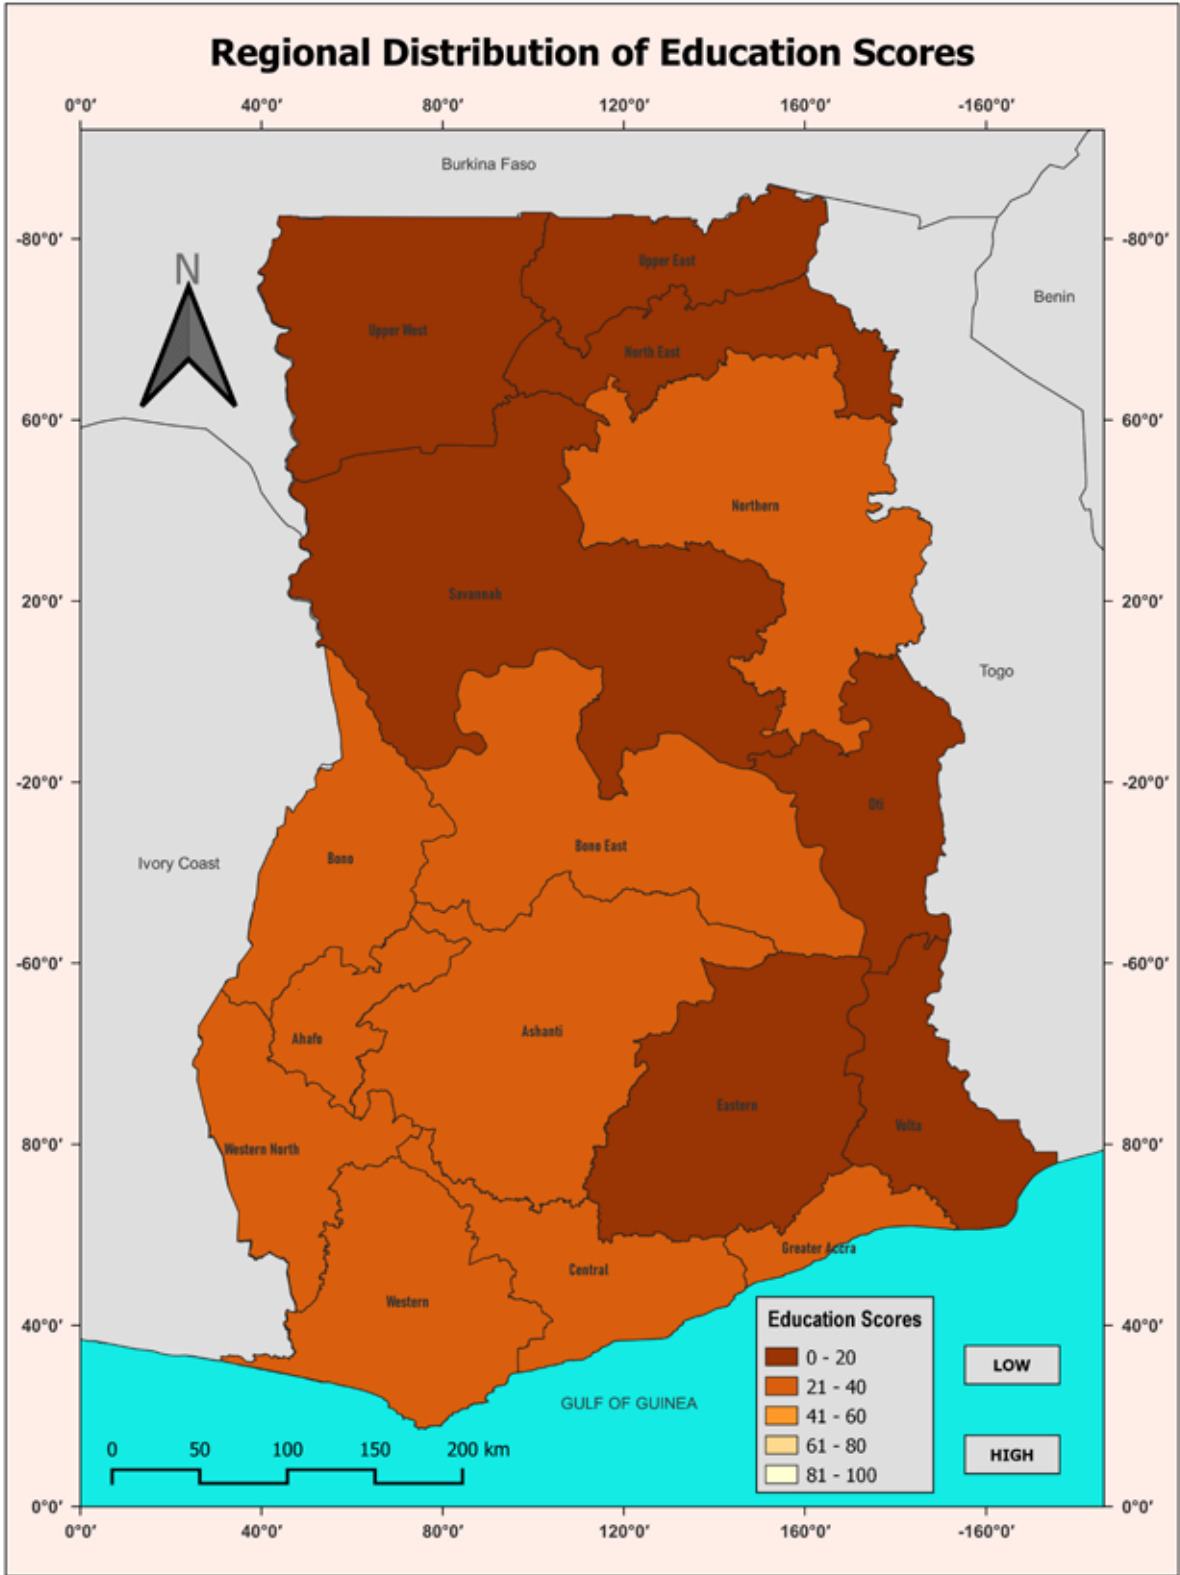 Regional Distribution of Education Scores
0°0' 40°0' 80°0' 120°0' 160°0' -160°0'
Burkina Faso
-80°0' -80°0'
N
Upper East
Benin
Upper West
North East
60°0' 60°0'
Northern
Savannah
20°0' 20°0'
Togo
-20°0' -20°0'
Oti
Bono East
Bono
Ivory Coast
-60°0' -60°0'
Ashanti
Ahafo
Eastern
Volta
80°0' 80°0'
Western North
Greater Accra
Central
Western
40°0' 40°0'
Education Scores
0 - 20
21 - 40
41 - 60
61 - 80
81 - 100
LOW
HIGH
GULF OF GUINEA
0 50 100 150 200 km
0°0' 0°0'
0°0' 40°0' 80°0' 120°0' 160°0' -160°0'